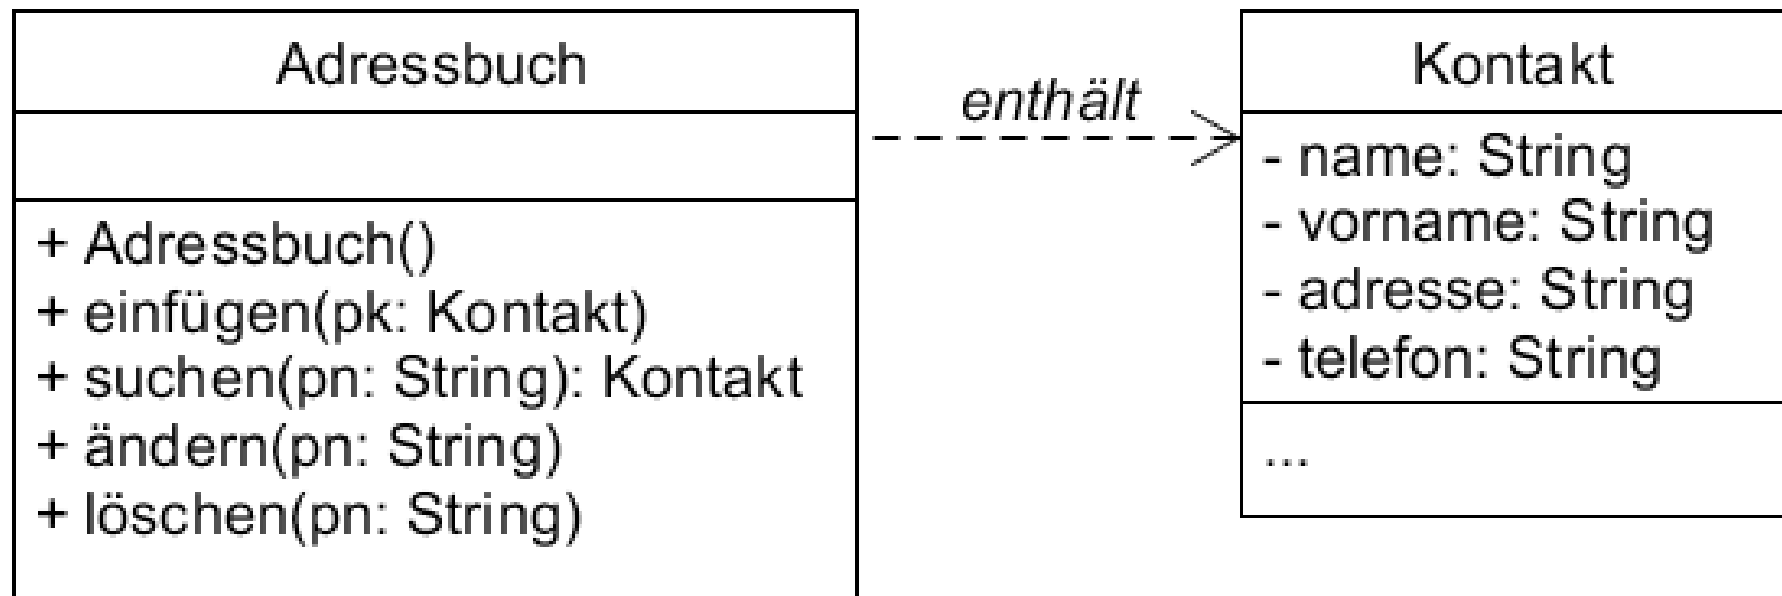 Adressbuch
+ Adressbuch()
+ einfügen(pk: Kontakt)
+ suchen(pn: String): Kontakt
+ ändern(pn: String)
+ löschen(pn: String)
enthält
Kontakt
- name: String
- vorname: String
- adresse: String
- telefon: String
...